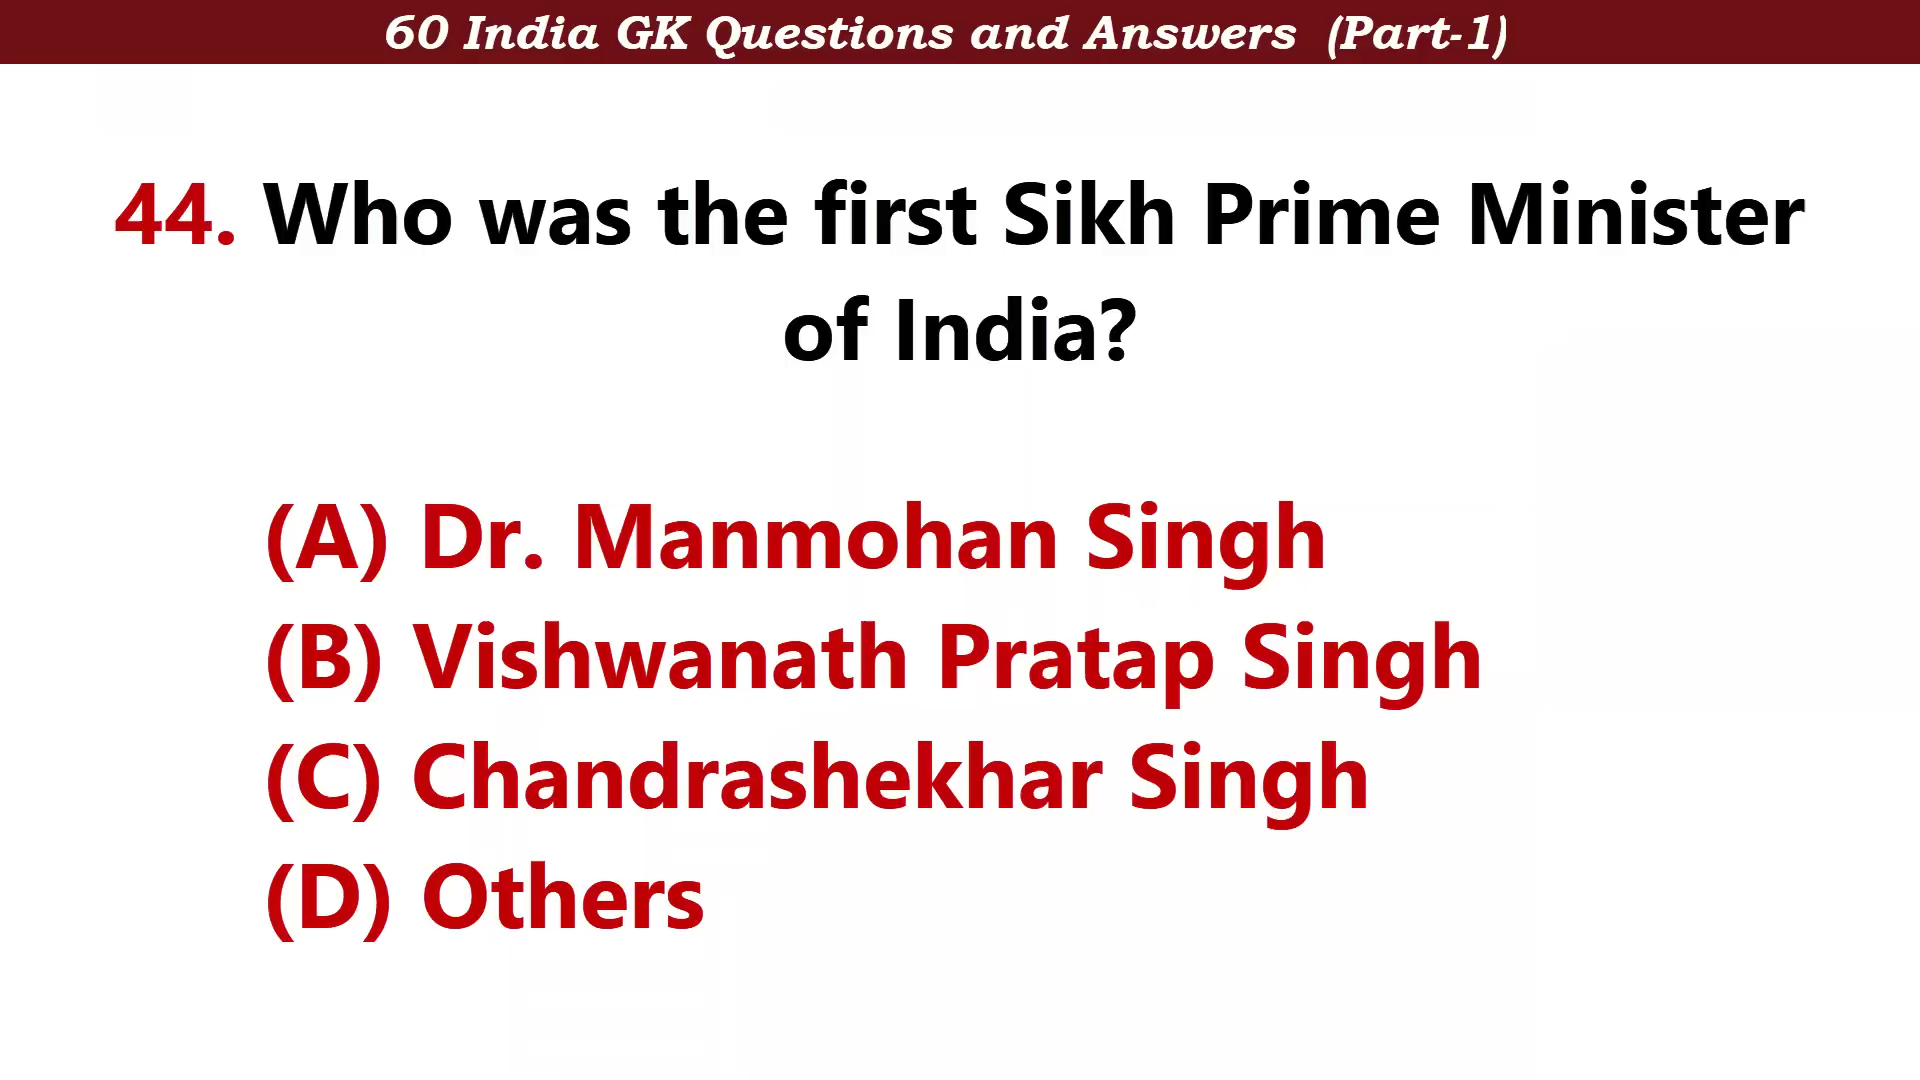 60 India GK Questions and Answers (Part-1)
44. Who was the first Sikh Prime Minister
of India?
(A) Dr. Manmohan Singh
(B) Vishwanath Pratap Singh
(C) Chandrashekhar Singh
(D) Others